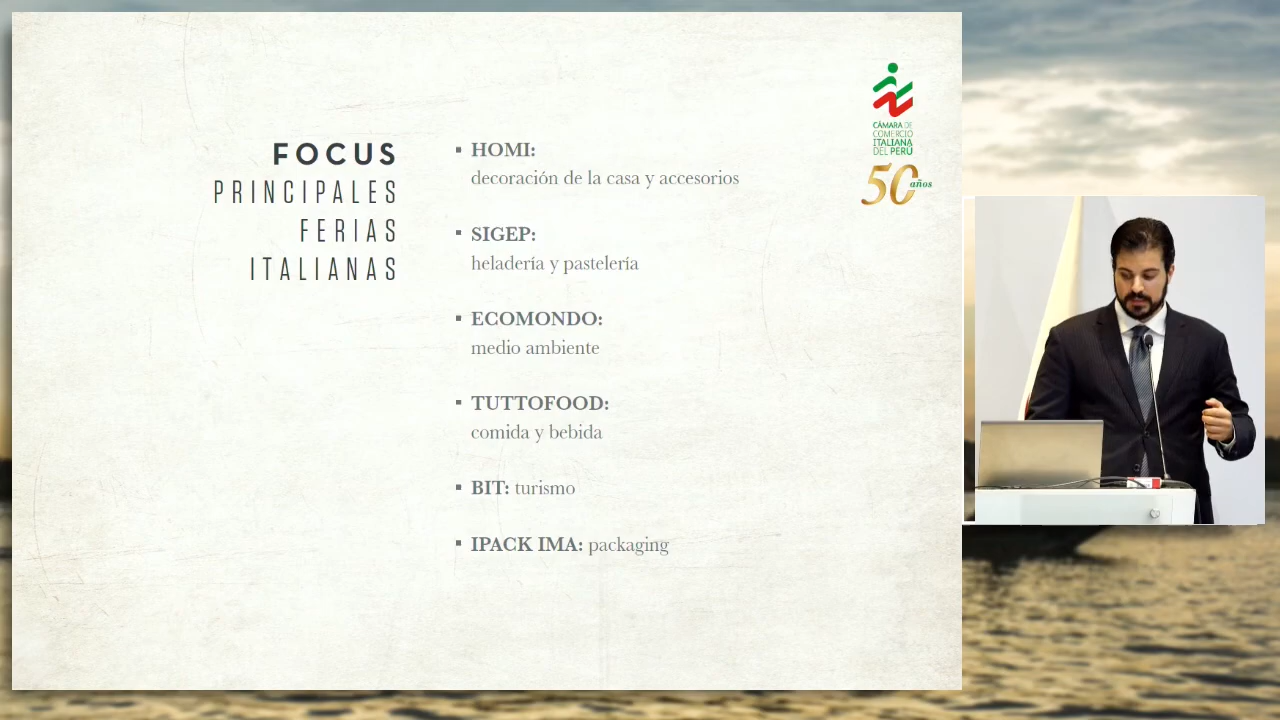 FOCUS
PRINCIPALES
FERIAS
ITALIANAS
▪ HOMI:
decoración de la casa y accesorios
▪ SIGEP:
heladería y pastelería
▪ ECOMONDO:
medio ambiente
▪ TUTTOFOOD:
comida y bebida
▪ BIT: turismo
▪ IPACK IMA: packaging
CÁMARA DE
COMERCIO
ITALIANA
DEL PERÚ
50 años